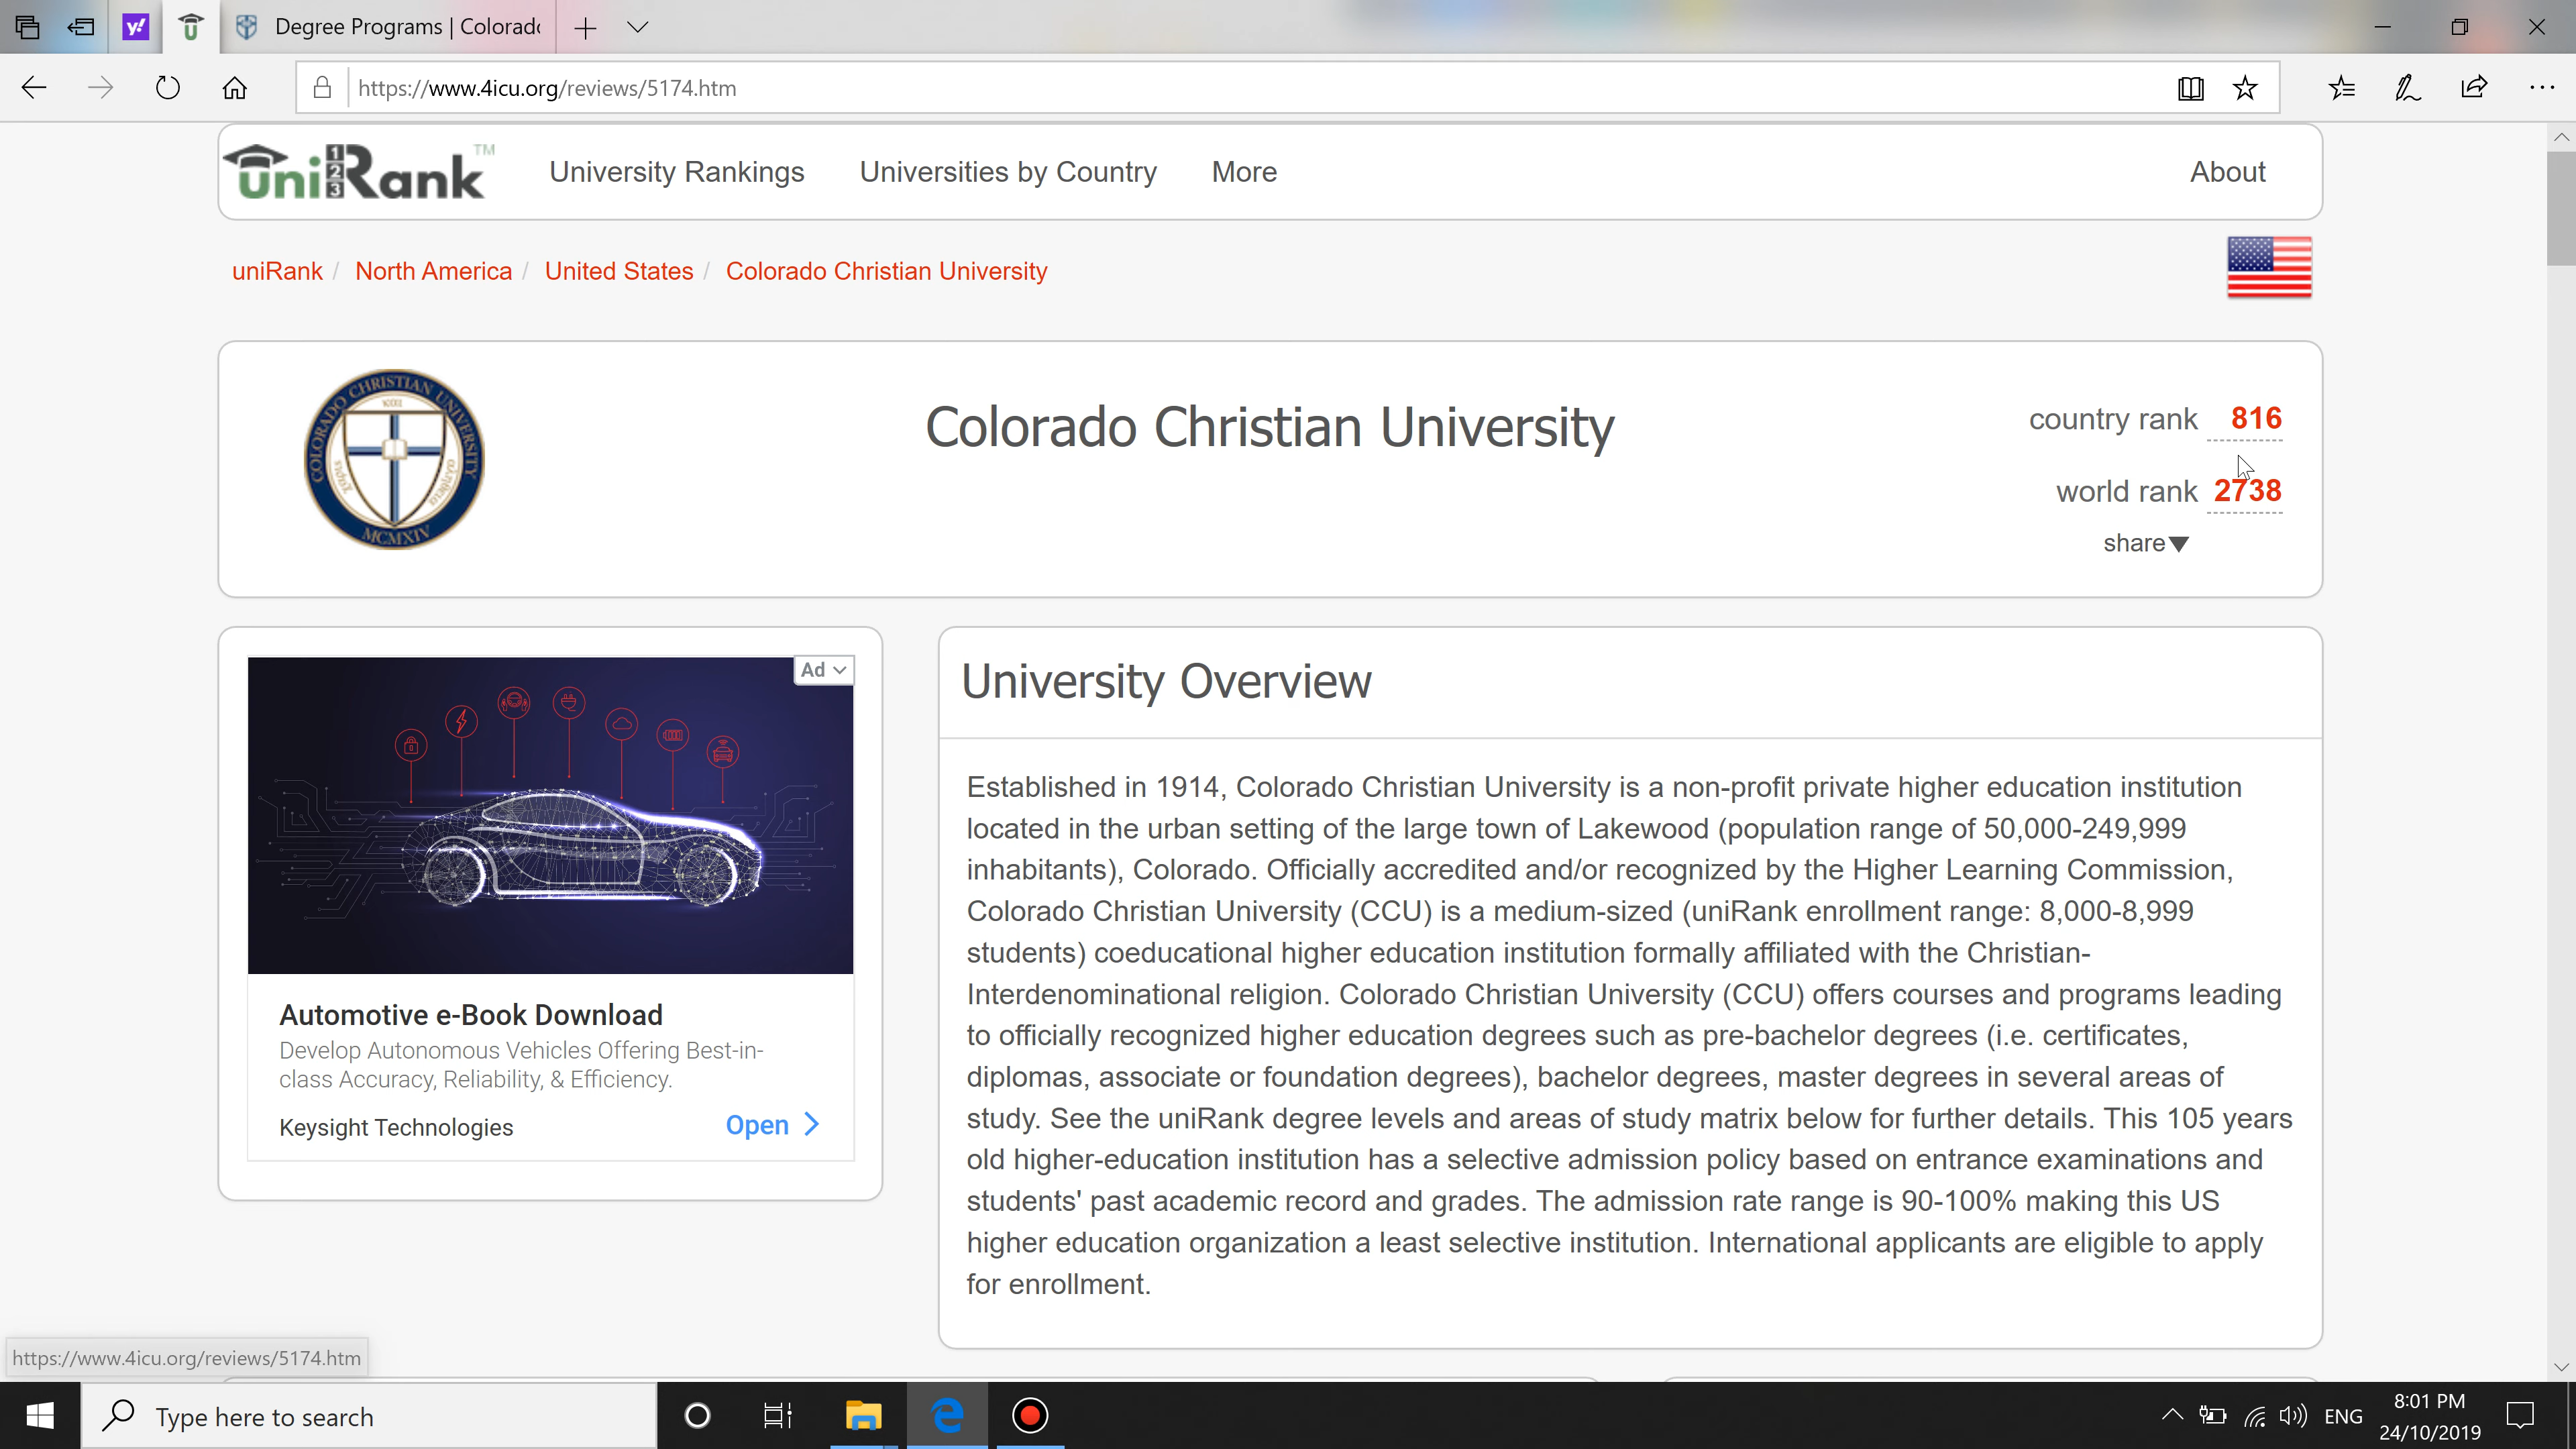 Degree Programs | Colorado
https://www.4icu.org/reviews/5174.htm
uni123Rank™
University Rankings
Universities by Country
More
About
uniRank / North America / United States / Colorado Christian University
COLORADO CHRISTIAN UNIVERSITY
MCMXIV
Colorado Christian University
country rank 816
world rank 2738
share▼
Ad
Automotive e-Book Download
Develop Autonomous Vehicles Offering Best-in-
class Accuracy, Reliability, & Efficiency.
Keysight Technologies
Open
University Overview
Established in 1914, Colorado Christian University is a non-profit private higher education institution
located in the urban setting of the large town of Lakewood (population range of 50,000-249,999
inhabitants), Colorado. Officially accredited and/or recognized by the Higher Learning Commission,
Colorado Christian University (CCU) is a medium-sized (uniRank enrollment range: 8,000-8,999
students) coeducational higher education institution formally affiliated with the Christian-
Interdenominational religion. Colorado Christian University (CCU) offers courses and programs leading
to officially recognized higher education degrees such as pre-bachelor degrees (i.e. certificates,
diplomas, associate or foundation degrees), bachelor degrees, master degrees in several areas of
study. See the uniRank degree levels and areas of study matrix below for further details. This 105 years
old higher-education institution has a selective admission policy based on entrance examinations and
students' past academic record and grades. The admission rate range is 90-100% making this US
higher education organization a least selective institution. International applicants are eligible to apply
for enrollment.
https://www.4icu.org/reviews/5174.htm
Type here to search
ENG
8:01 PM
24/10/2019